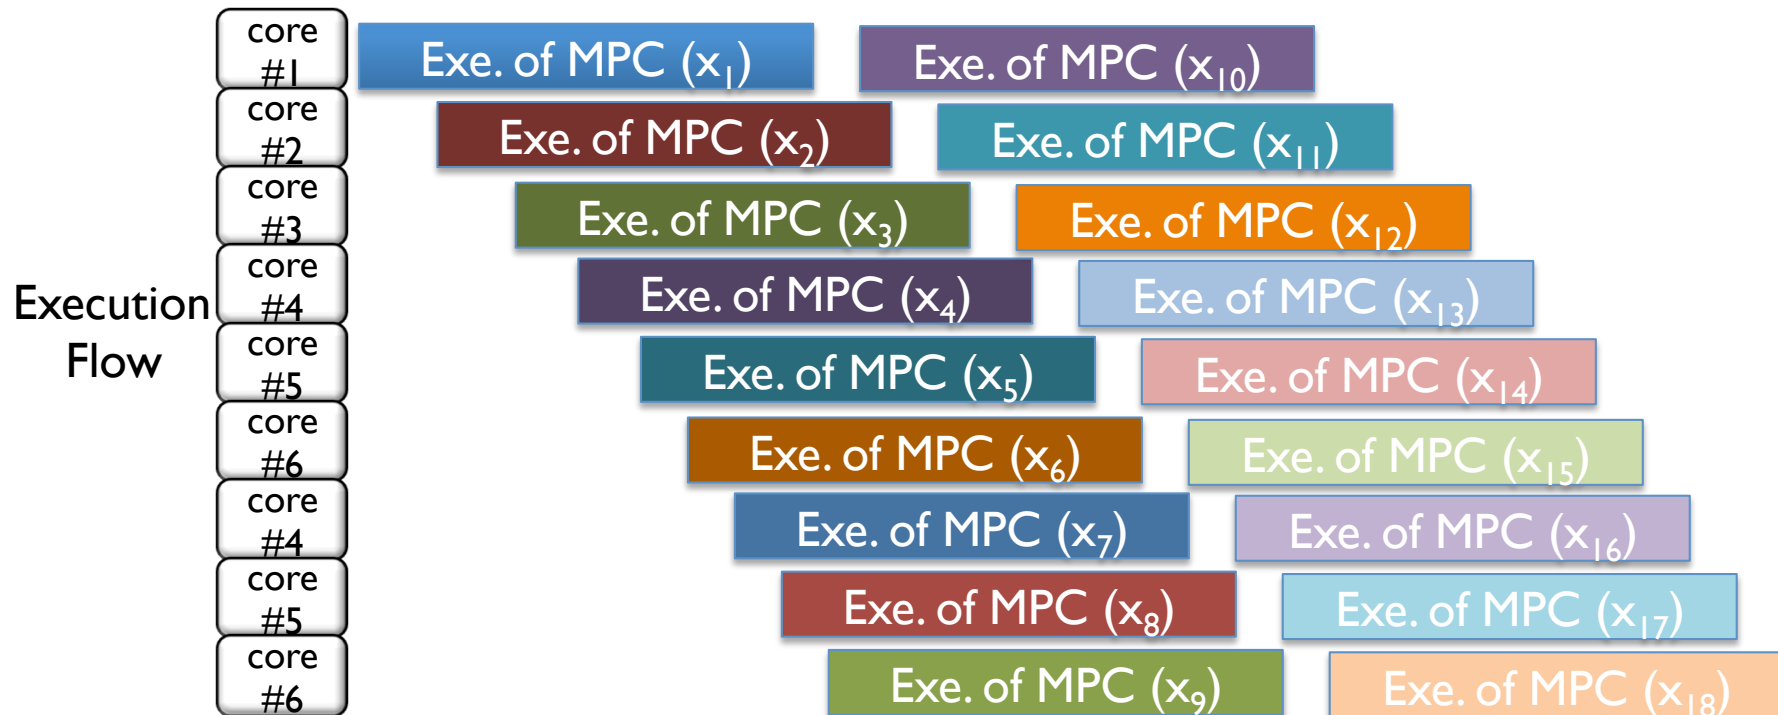 core
#1
Exe. of MPC (x₁)
Exe. of MPC (x₁₀)
core
#2
Exe. of MPC (x₂)
Exe. of MPC (x₁₁)
core
#3
Exe. of MPC (x₃)
Exe. of MPC (x₁₂)
Execution
Flow
core
#4
Exe. of MPC (x₄)
Exe. of MPC (x₁₃)
core
#5
Exe. of MPC (x₅)
Exe. of MPC (x₁₄)
core
#6
Exe. of MPC (x₆)
Exe. of MPC (x₁₅)
core
#4
Exe. of MPC (x₇)
Exe. of MPC (x₁₆)
core
#5
Exe. of MPC (x₈)
Exe. of MPC (x₁₇)
core
#6
Exe. of MPC (x₉)
Exe. of MPC (x₁₈)